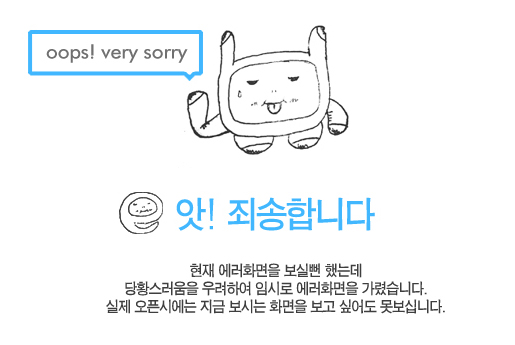 oops! very sorry
앗! 죄송합니다
현재 에러화면을 보실뻔 했는데
당황스러움을 우려하여 임시로 에러화면을 가렸습니다.
실제 오픈시에는 지금 보시는 화면을 보고 싶어도 못보십니다.